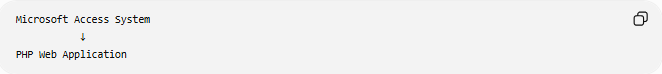 Microsoft Access System
↓
PHP Web Application